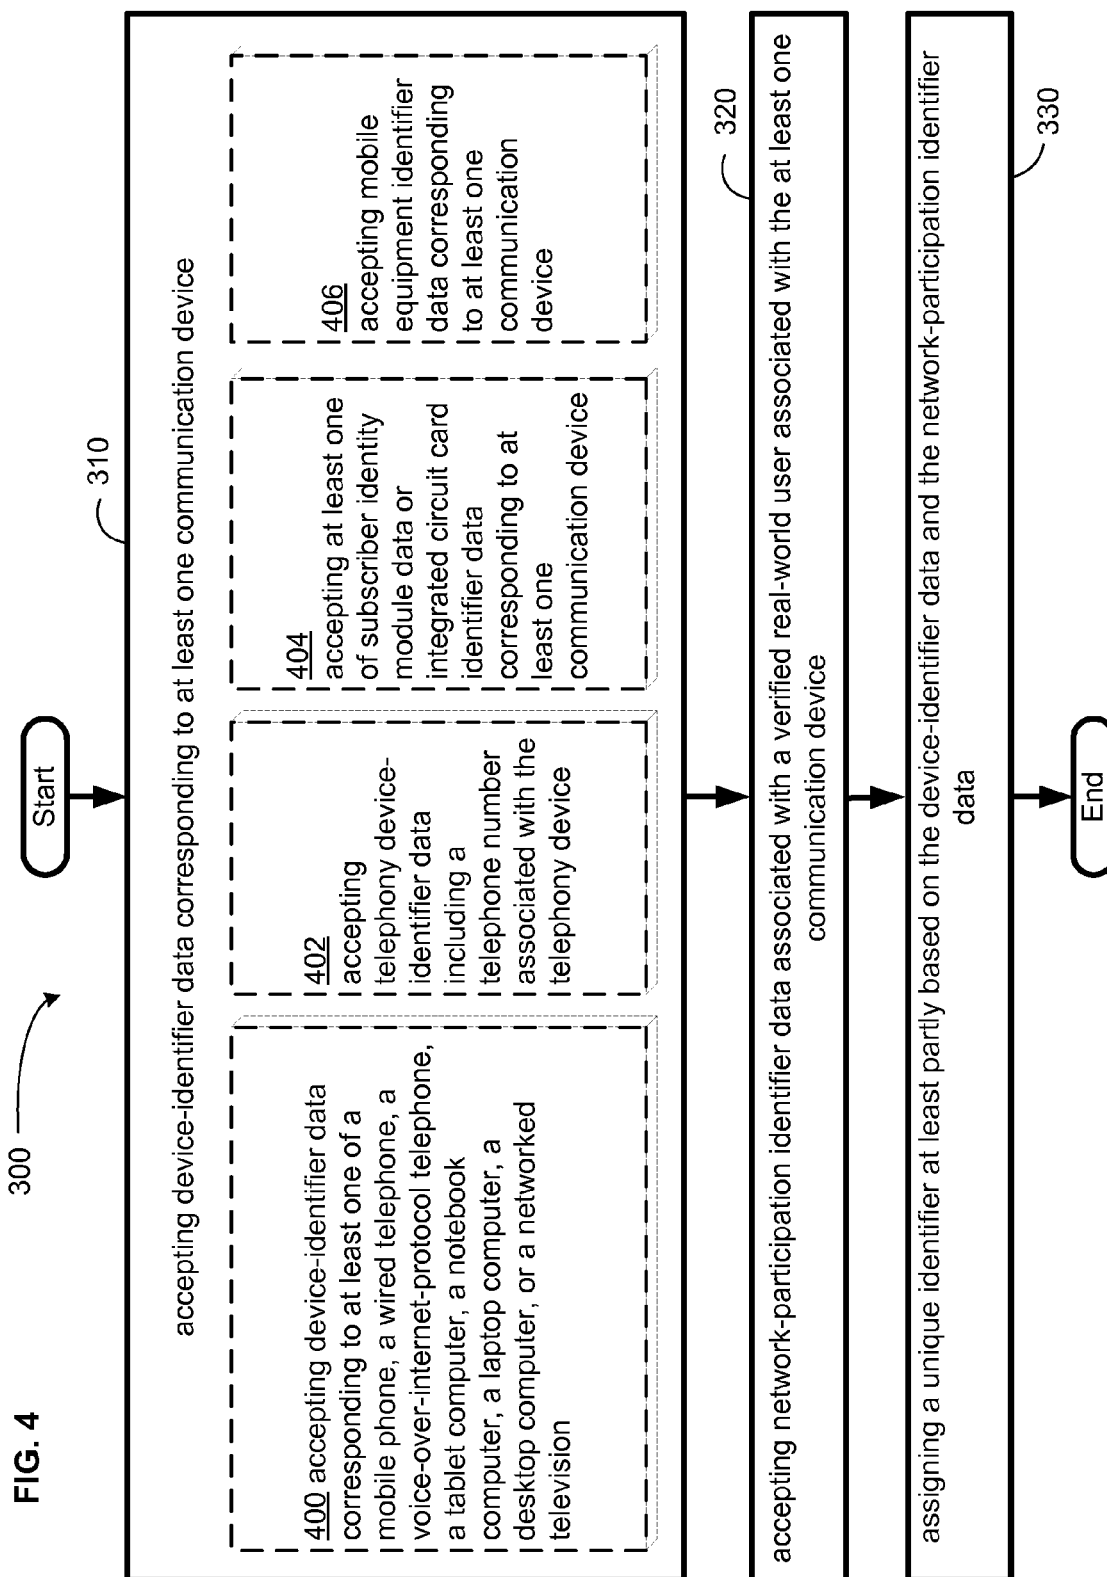 FIG. 4
300
Start
310
accepting device-identifier data corresponding to at least one communication device
400 accepting device-identifier data
corresponding to at least one of a
mobile phone, a wired telephone, a
voice-over-internet-protocol telephone,
a tablet computer, a notebook
computer, a laptop computer, a
desktop computer, or a networked
television
402
accepting
telephony device-
identifier data
including a
telephone number
associated with the
telephony device
404
accepting at least one
of subscriber identity
module data or
integrated circuit card
identifier data
corresponding to at
least one
communication device
406
accepting mobile
equipment identifier
data corresponding
to at least one
communication
device
320
accepting network-participation identifier data associated with a verified real-world user associated with the at least one
communication device
330
assigning a unique identifier at least partly based on the device-identifier data and the network-participation identifier
data
End